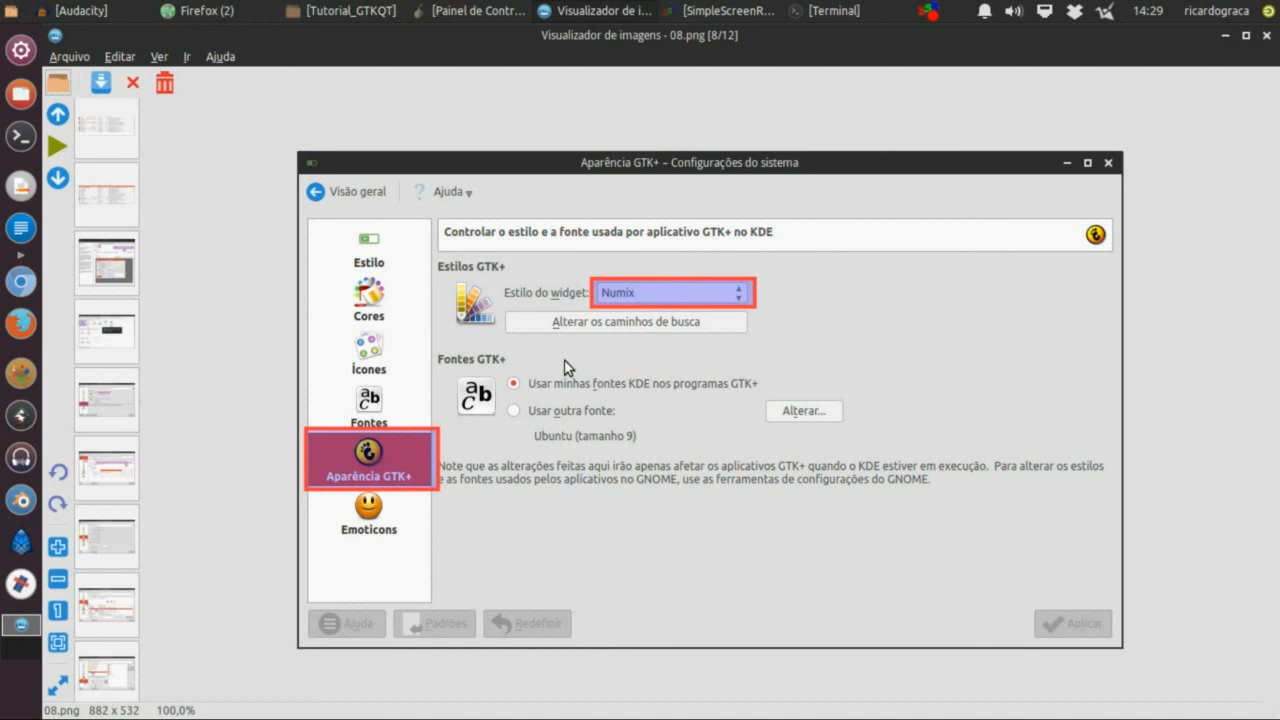 [Audacity]
Firefox (2)
[Tutorial_GTKQT]
[Painel de Contr...
Visualizador de i...
[SimpleScreenR...
[Terminal]
14:29
ricardograca
Visualizador de imagens - 08.png [8/12]
Arquivo Editar Ver Ir Ajuda
Aparência GTK+ – Configurações do sistema
Visão geral
Ajuda
Controlar o estilo e a fonte usada por aplicativo GTK+ no KDE
Estilo
Cores
Ícones
Fontes
Aparência GTK+
Emoticons
Estilos GTK+
Estilo do widget: Numix
Alterar os caminhos de busca
Fontes GTK+
Usar minhas fontes KDE nos programas GTK+
Usar outra fonte:
Alterar...
Ubuntu (tamanho 9)
Note que as alterações feitas aqui irão apenas afetar os aplicativos GTK+ quando o KDE estiver em execução. Para alterar os estilos
e as fontes usados pelos aplicativos no GNOME, use as ferramentas de configurações do GNOME.
Ajuda
Padrões
Redefinir
Aplicar
08.png 882 x 532 100,0%